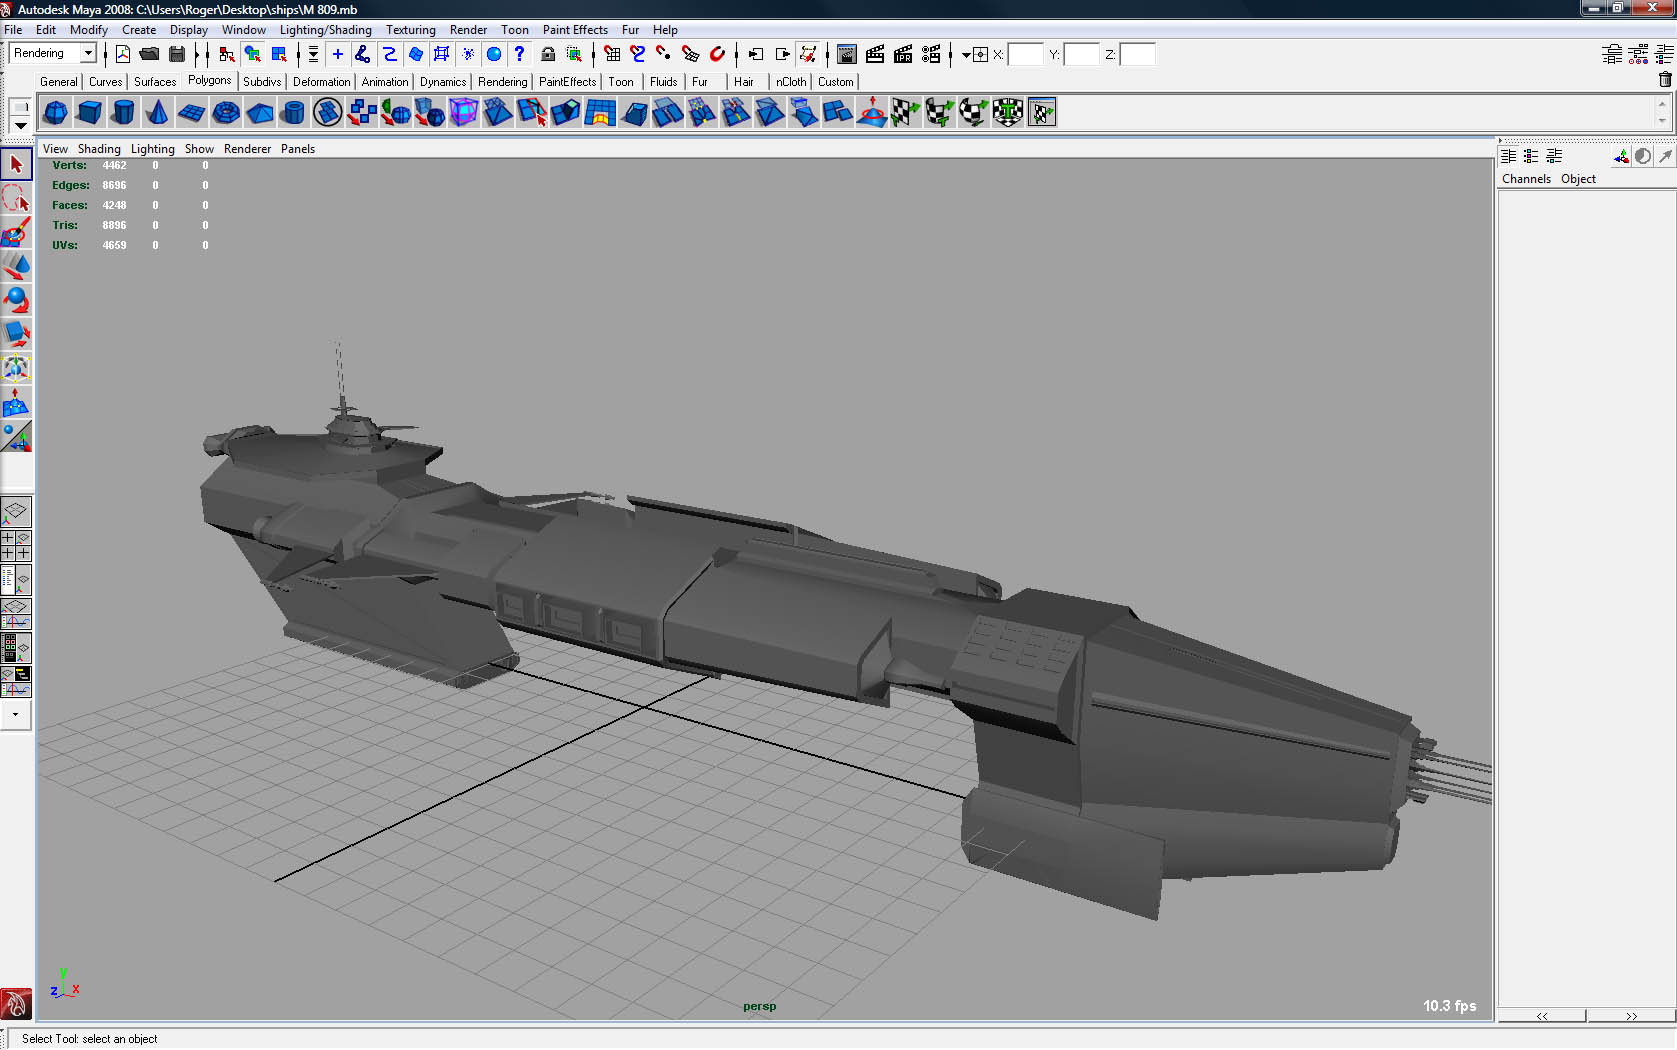 Autodesk Maya 2008: C:\Users\Roger\Desktop\ships\M 809.mb
File Edit Modify Create Display Window Lighting/Shading Texturing Render Toon Paint Effects Fur Help
Rendering IPR X: Y: Z:
General Curves Surfaces Polygons Subdivs Deformation Animation Dynamics Rendering PaintEffects Toon Fluids Fur Hair nCloth Custom
View Shading Lighting Show Renderer Panels
Channels Object
Verts: 4462 0 0
Edges: 8696 0 0
Faces: 4248 0 0
Tris: 8896 0 0
UVs: 4659 0 0
y
z x
persp
10.3 fps
<< >>
Select Tool: select an object